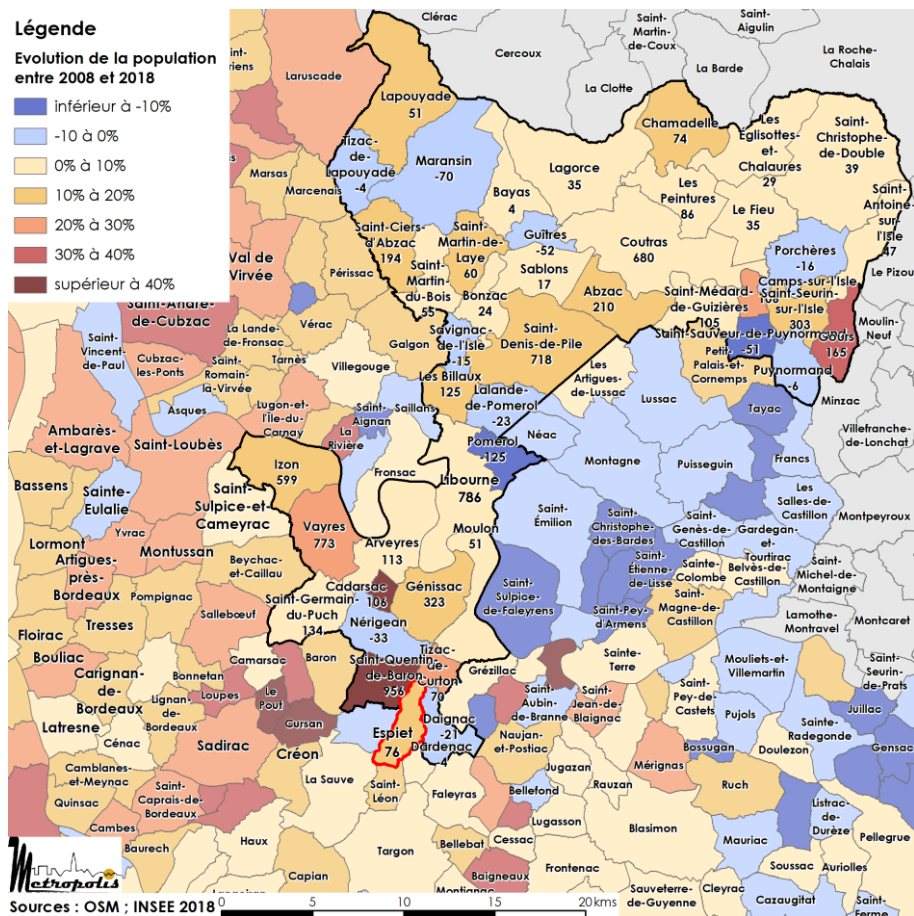 Légende
Evolution de la population
entre 2008 et 2018
inférieur à -10%
-10 à 0%
0% à 10%
10% à 20%
20% à 30%
30% à 40%
supérieur à 40%
Clérac
Saint-
Martin-
de-Coux
Saint-
Aigulin
Cercoux
La Barde
La Roche-
Chalais
La Clotte
Laruscade
Lapouyade
51
Chamadelle
74
Les
Églisottes-
et-
Chalaures
29
Saint-
Christophe-
de-Double
39
Tizac-
de-
Lapouyade
-4
Maransin
-70
Lagorce
35
Marsas
Marcenais
Bayas
4
Les
Peintures
86
Le Fieu
35
Saint-
Antoine-
sur-
l'Isle
47
Saint-Ciers-
d'Abzac
194
Saint-
Martin-de-
Laye
60
Guîtres
-52
Coutras
680
Porchères
-16
Le Pizou
Val de
Virvée
Périssac
Saint-
Martin-
du-Bois
55
Bonzac
24
Sablons
17
Abzac
210
Saint-Médard-
de-Guizières
105
Camps-sur-l'Isle
Saint-Seurin-
sur-l'Isle
303
Saint-André-
de-Cubzac
Moulin-
Neuf
Vérac
Savignac-
de-l'Isle
-15
Saint-
Denis-de-Pile
718
Saint-Sauveur-de-Puynormand
-51
Gours
165
Saint-
Vincent-
de-Paul
La Lande-
de-Fronsac
Galgon
Petit-
Palais-et-
Cornemps
Puynormand
-6
Cubzac-
les-Ponts
Saint-
Romain-
la-Virvée
Tarnès
Villegouge
Les Billaux
125
Les
Artigues-
de-Lussac
Lussac
Minzac
Asques
Lugon-et-
l'Île-du-
Carnay
Saint-
Aignan
Saillans
Lalande-
de-Pomerol
-23
Tayac
Ambarès-
et-Lagrave
Saint-Loubès
La
Rivière
Pomerol
-125
Néac
Villefranche-
de-Lonchat
Izon
599
Fronsac
Montagne
Puisseguin
Francs
Bassens
Sainte-
Eulalie
Saint-
Sulpice-et-
Cameyrac
Libourne
786
Les
Salles-de-
Castillon
Yvrac
Vayres
773
Moulon
51
Saint-
Émilion
Saint-
Christophe-
des-Bardes
Saint-
Genès-de-
Castillon
Gardegan-
et-
Tourtirac
Montpeyroux
Lormont
Artigues-
près-
Bordeaux
Montussan
Beychac-
et-Caillau
Arveyres
113
Saint-
Étienne-
de-Lisse
Sainte-
Colombe
Belvès-de-
Castillon
Saint-
Michel-de-
Montaigne
Pompignac
Cadarsac
106
Génissac
323
Saint-
Sulpice-
de-Faleyrens
Saint-Germain-
du-Puch
134
Tresses
Sallebœuf
Nérigean
-33
Saint-Pey-
d'Armens
Saint-
Magne-de-
Castillon
Lamothe-
Montravel
Montcaret
Floirac
Bouliac
Camarsac
Baron
Saint-Quentin-
de-Baron
956
Tizac-
de-
Curton
70
Grézillac
Sainte-
Terre
Mouliets-et-
Villemartin
Saint-
Seurin-
de-Prats
Carignan-
de-
Bordeaux
Bonnetan
Loupes
Le
Pout
Saint-
Aubin-
de-Branne
Saint-
Jean-de-
Blaignac
Saint-
Pey-de-
Castets
Latresne
Lignan-
de-
Bordeaux
Cursan
Espiet
76
Daignac
-21
Pujols
Sainte-
Radegonde
Juillac
Cénac
Sadirac
Créon
Dardenac
4
Naujan-
et-Postiac
Bossugan
Doulezon
Gensac
Camblanes-
et-Meynac
La Sauve
Jugazan
Mérignas
Quinsac
Saint-
Caprais-de-
Bordeaux
Saint-
Léon
Faleyras
Bellefond
Rauzan
Ruch
Listrac-
de-
Durèze
Cambes
Lugasson
Blasimon
Mauriac
Pellegrue
Baurech
Haux
Targon
Bellebat
Cessac
Frontenac
Soussac
Auriolles
Capian
Baigneaux
Sauveterre-
de-Guyenne
Cleyrac
Cazaugitat
Saint-
Ferme
Metropolis
Sources : OSM ; INSEE 2018
0
5
10
15
20 kms